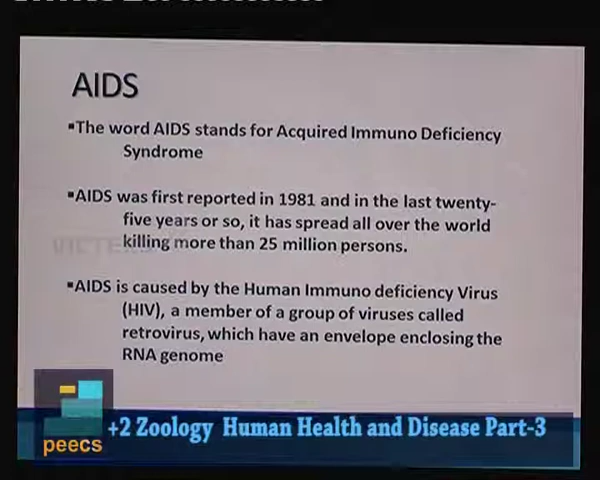 AIDS
▪The word AIDS stands for Acquired Immuno Deficiency
Syndrome
▪AIDS was first reported in 1981 and in the last twenty-
five years or so, it has spread all over the world
killing more than 25 million persons.
▪AIDS is caused by the Human Immuno deficiency Virus
(HIV), a member of a group of viruses called
retrovirus, which have an envelope enclosing the
RNA genome
peecs
+2 Zoology Human Health and Disease Part-3